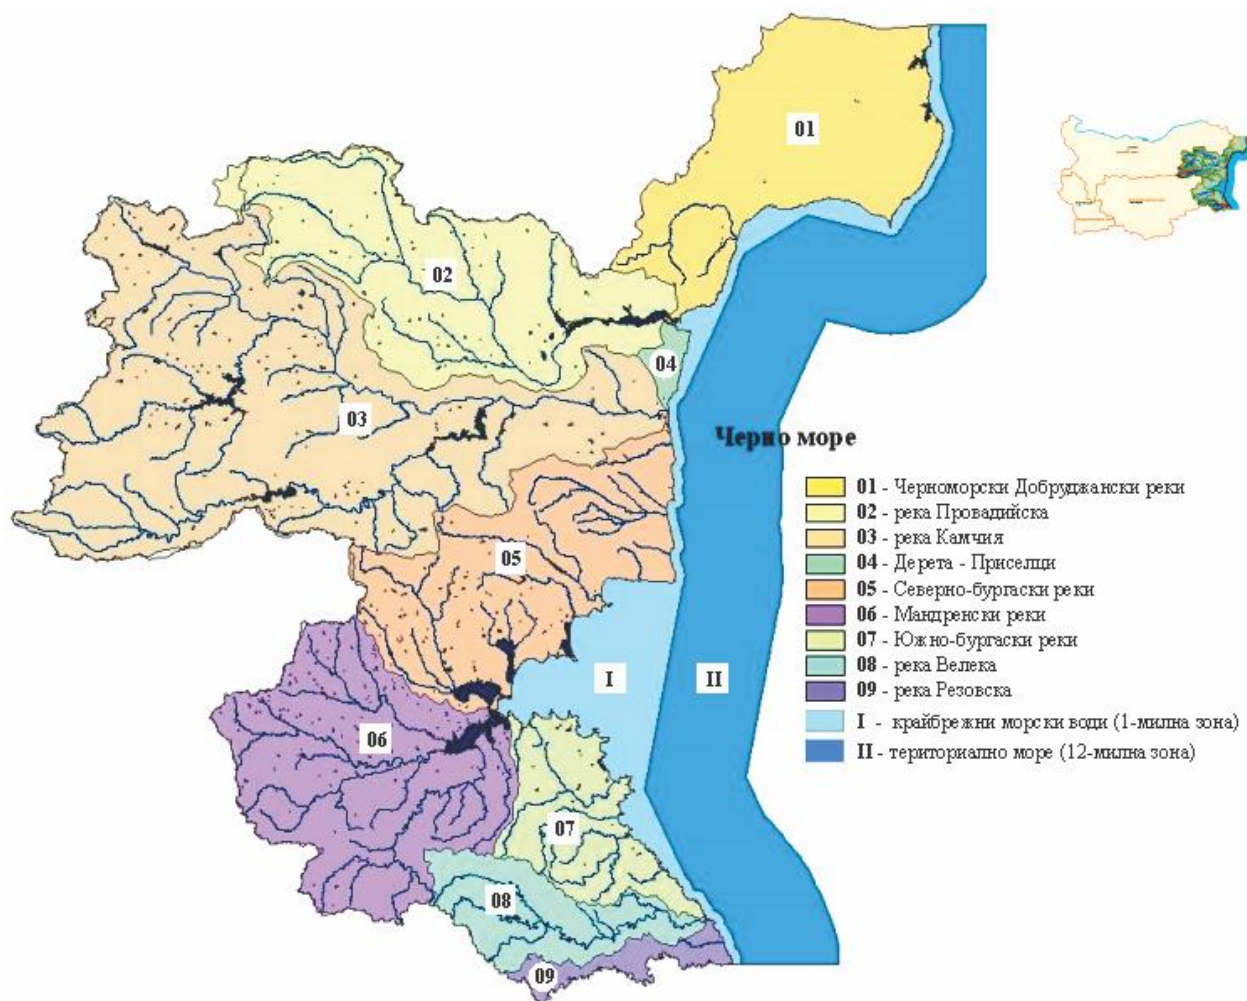 01
02
04
03
Черно море
05
I
II
06
07
08
09
01 - Черноморски Добруджански реки
02 - река Провадийска
03 - река Камчия
04 - Дерета - Приселци
05 - Северно-бургаски реки
06 - Мандренски реки
07 - Южно-бургаски реки
08 - река Велека
09 - река Резовска
I - крайбрежни морски води (1-милна зона)
II - териториално море (12-милна зона)